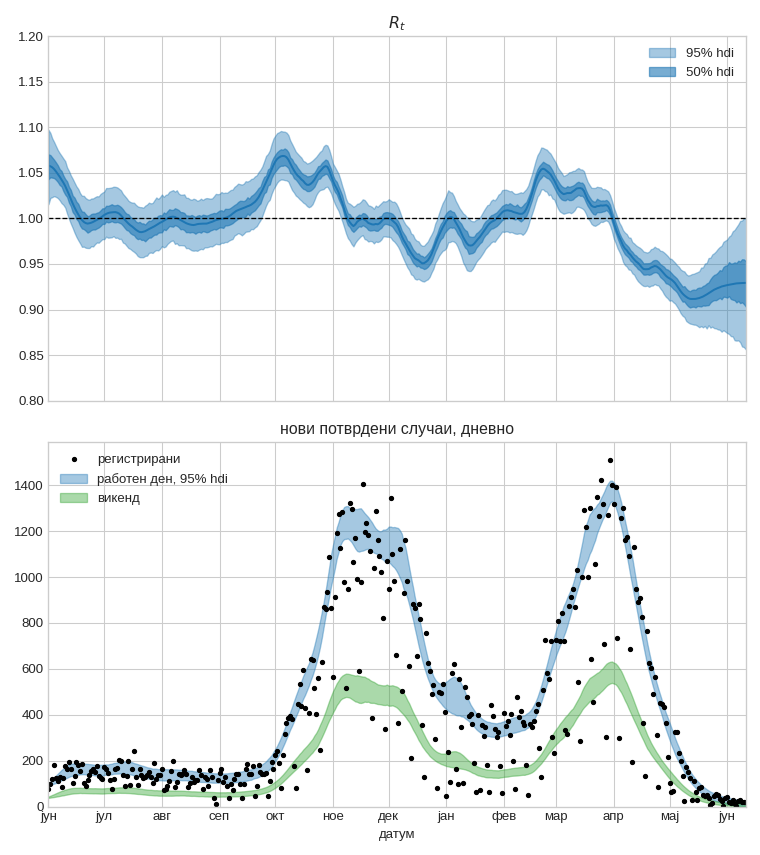 Rt
1.20
1.15
1.10
1.05
1.00
0.95
0.90
0.85
0.80
95% hdi
50% hdi
нови потврдени случаи, дневно
1400
1200
1000
800
600
400
200
0
регистрирани
работен ден, 95% hdi
викенд
јун јул авг сеп окт ное дек јан фев мар апр мај јун
датум